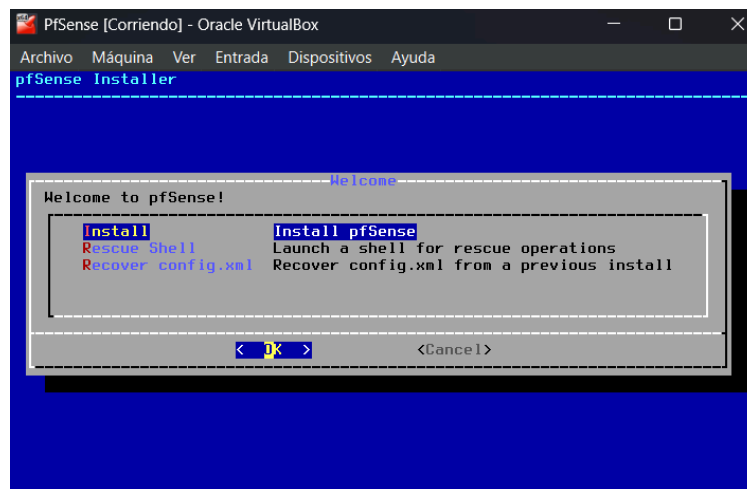 PfSense [Corriendo] - Oracle VirtualBox
Archivo Máquina Ver Entrada Dispositivos Ayuda
pfSense Installer
Welcome
Welcome to pfSense!
Install Install pfSense
Rescue Shell Launch a shell for rescue operations
Recover config.xml Recover config.xml from a previous install
< OK > <Cancel>